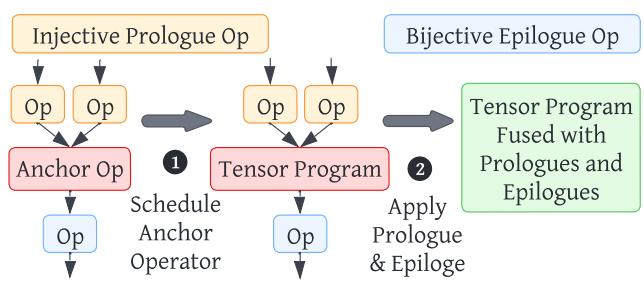 Injective Prologue Op
Bijective Epilogue Op
Op
Op
Op
Op
Anchor Op
1
Tensor Program
2
Tensor Program
Fused with
Prologues and
Epilogues
Op
Schedule
Anchor
Operator
Op
Apply
Prologue
& Epiloge